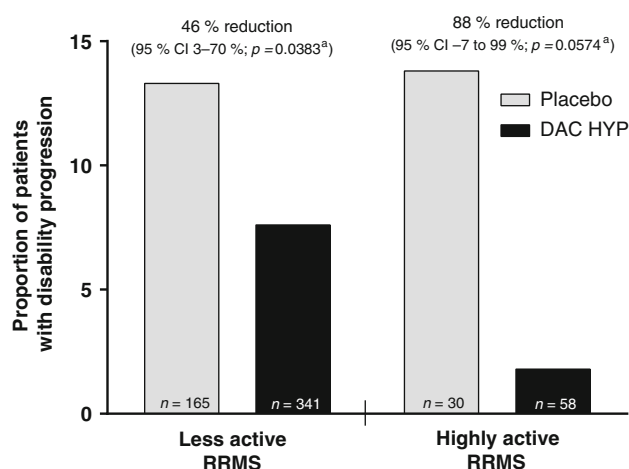 46 % reduction
(95 % CI 3–70 %; p = 0.0383a)
88 % reduction
(95 % CI –7 to 99 %; p = 0.0574a)
Placebo
DAC HYP
Proportion of patients
with disability progression
15
10
5
0
n = 165
n = 341
n = 30
n = 58
Less active
RRMS
Highly active
RRMS